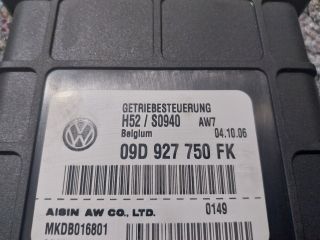 GETRIEBESTEUERUNG
H52 / S0940 AW7
Belgium 04.10.06
09D 927 750 FK
AISIN AW CO., LTD. 0149
MKDB016801